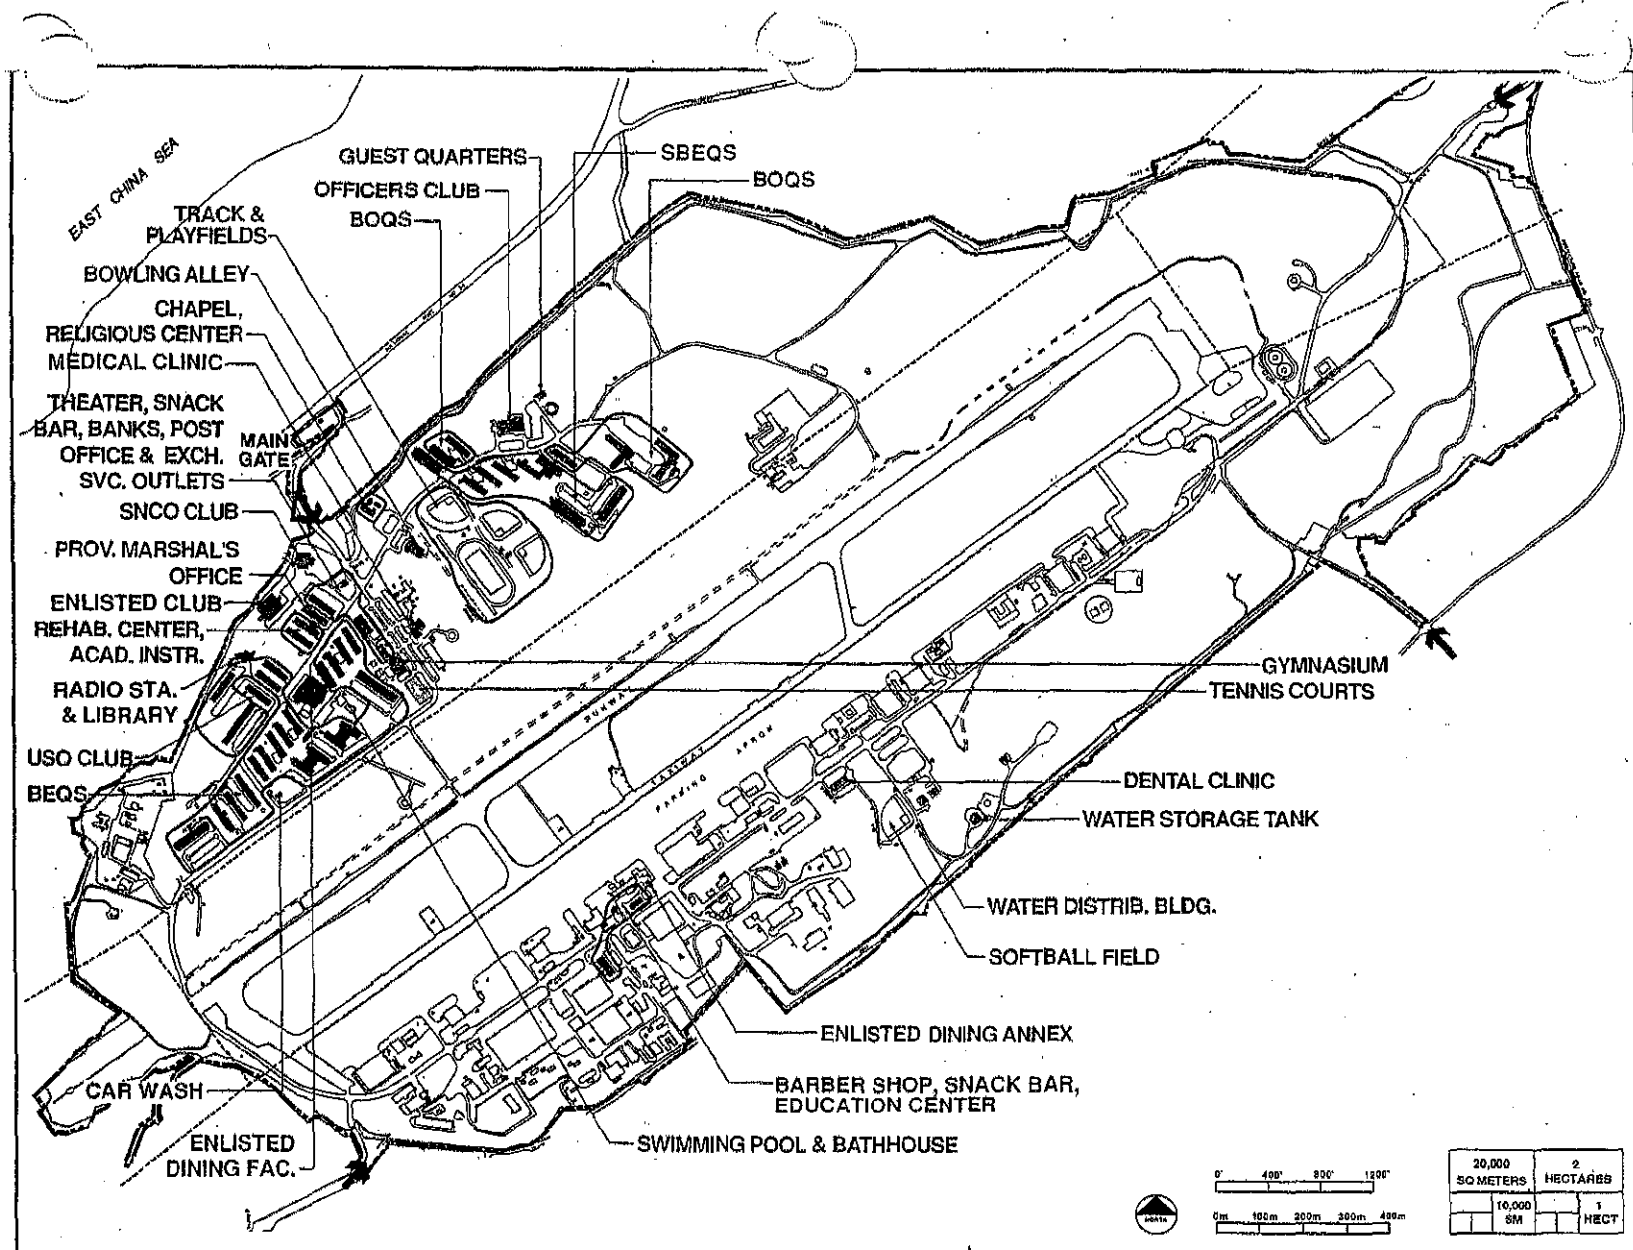 EAST CHINA SEA
GUEST QUARTERS
SBEQS
OFFICERS CLUB
BOQS
BOQS
TRACK &
PLAYFIELDS
BOWLING ALLEY
CHAPEL,
RELIGIOUS CENTER
MEDICAL CLINIC
THEATER, SNACK
BAR, BANKS, POST
OFFICE & EXCH.
SVC. OUTLETS
MAIN
GATE
SNCO CLUB
PROV. MARSHAL'S
OFFICE
ENLISTED CLUB
REHAB. CENTER,
ACAD. INSTR.
RADIO STA.
& LIBRARY
USO CLUB
BEQS
GYMNASIUM
TENNIS COURTS
RUNWAY
TAXIWAY
PARKING APRON
DENTAL CLINIC
WATER STORAGE TANK
WATER DISTRIB. BLDG.
SOFTBALL FIELD
ENLISTED DINING ANNEX
BARBER SHOP, SNACK BAR,
EDUCATION CENTER
SWIMMING POOL & BATHHOUSE
CAR WASH
ENLISTED
DINING FAC.
NORTH
0' 400' 800' 1200'
0m 100m 200m 300m 400m
20,000
SQ METERS
2
HECTARES
10,000
SM
1
HECT